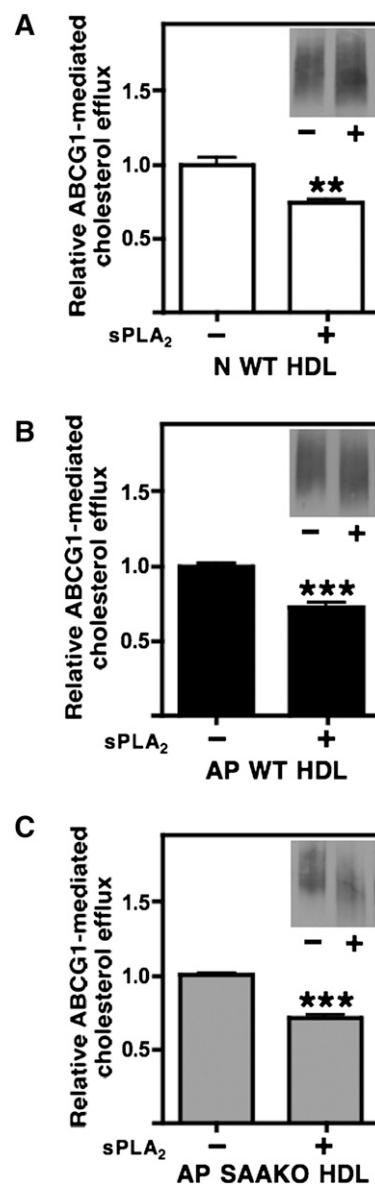 A
Relative ABCG1-mediated
cholesterol efflux
1.5
1.0
0.5
− +
**
sPLA₂ − +
N WT HDL
B
Relative ABCG1-mediated
cholesterol efflux
1.5
1.0
0.5
− +
***
sPLA₂ − +
AP WT HDL
C
Relative ABCG1-mediated
cholesterol efflux
1.5
1.0
0.5
− +
***
sPLA₂ − +
AP SAAKO HDL